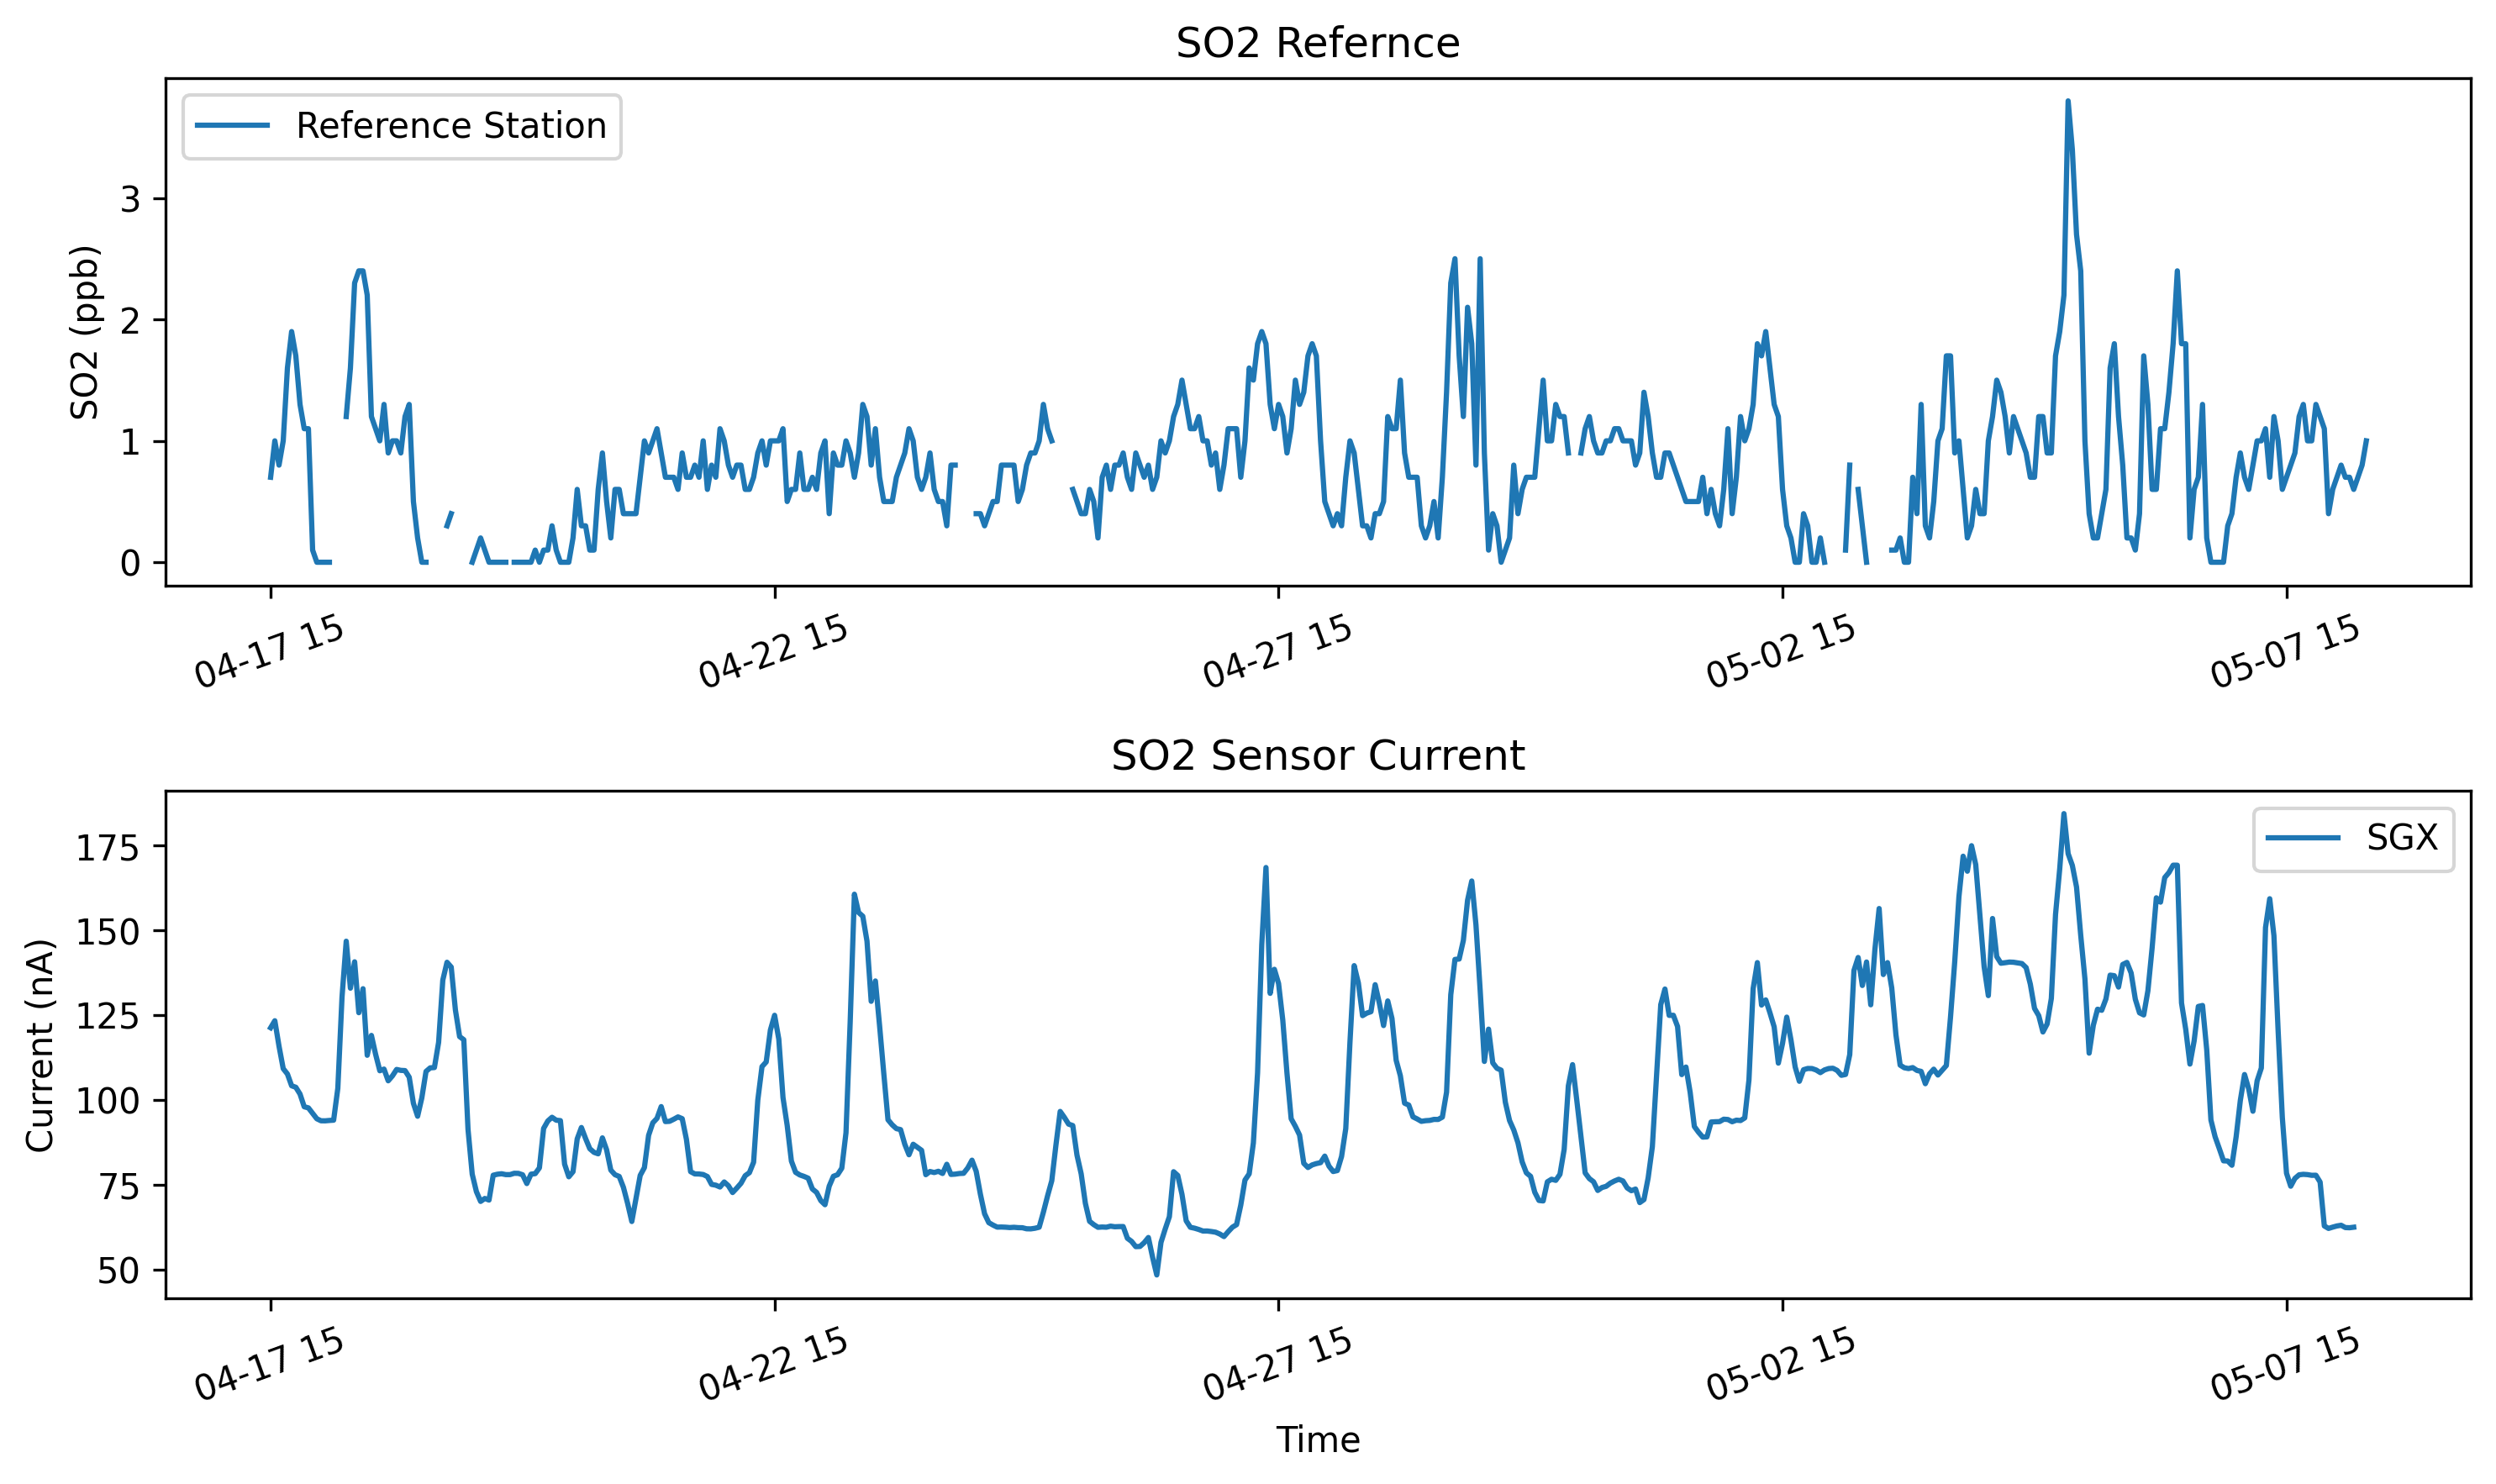 SO2 Refernce
Reference Station
SO2 (ppb)
3
2
1
0
04-17 15
04-22 15
04-27 15
05-02 15
05-07 15
SO2 Sensor Current
SGX
Current (nA)
175
150
125
100
75
50
04-17 15
04-22 15
04-27 15
05-02 15
05-07 15
Time